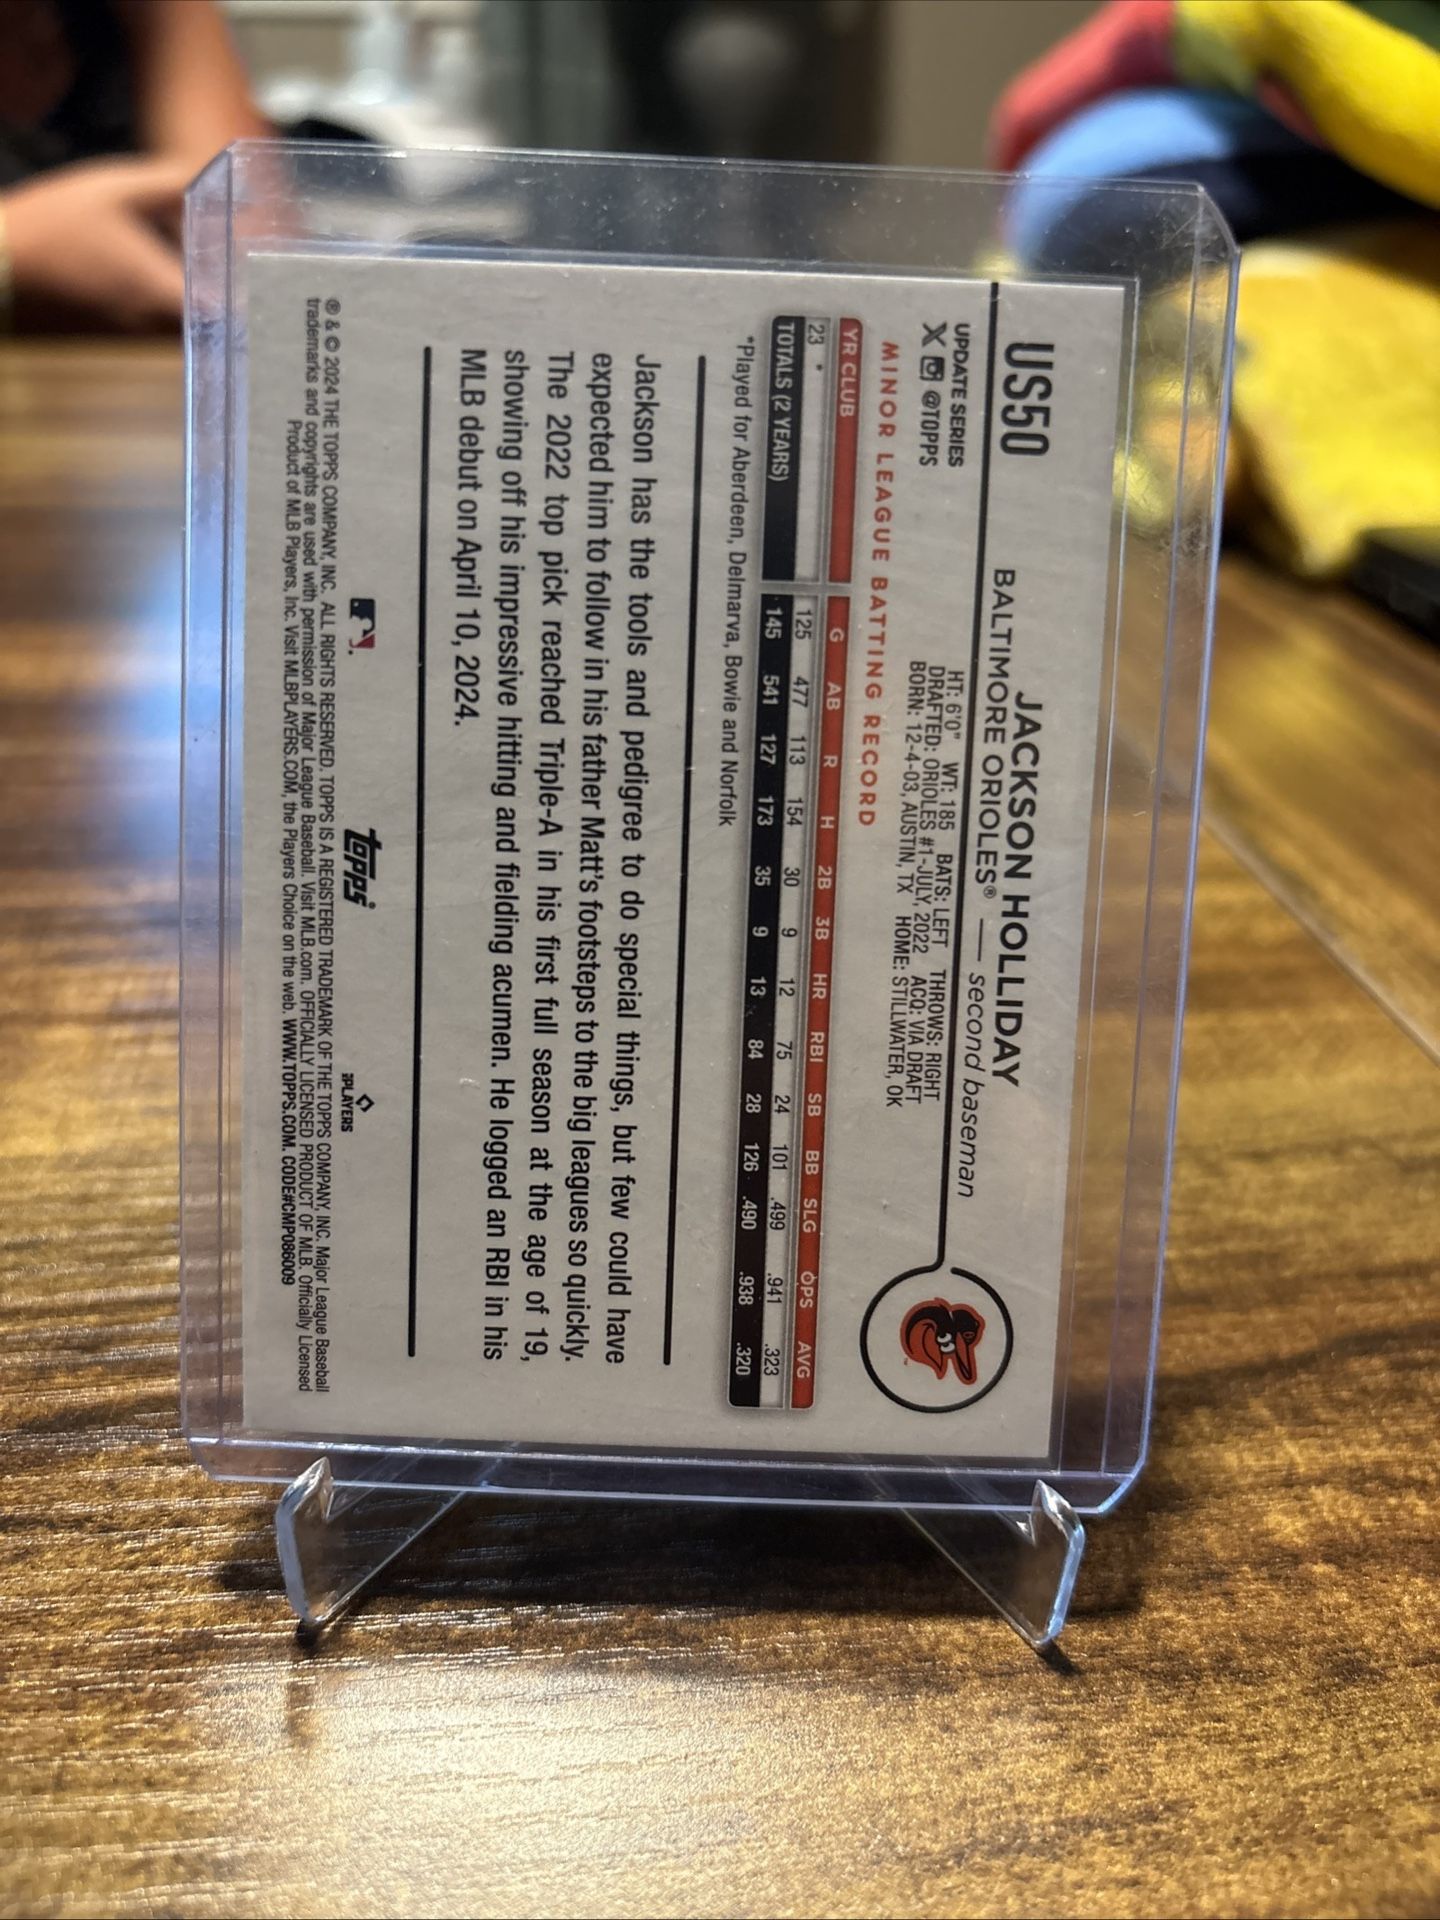 US50
JACKSON HOLLIDAY
BALTIMORE ORIOLES® — second baseman
UPDATE SERIES
X @TOPPS
HT: 6'0" WT: 185 BATS: LEFT THROWS: RIGHT
DRAFTED: ORIOLES #1-JULY, 2022 ACQ: VIA DRAFT
BORN: 12-4-03, AUSTIN, TX HOME: STILLWATER, OK
MINOR LEAGUE BATTING RECORD
YR CLUB G AB R H 2B 3B HR RBI SB BB SLG OPS AVG
23 * 125 477 113 154 30 9 12 75 24 101 .499 .941 .323
TOTALS (2 YEARS) 145 541 127 173 35 9 13 84 28 126 .490 .938 .320
*Played for Aberdeen, Delmarva, Bowie and Norfolk
Jackson has the tools and pedigree to do special things, but few could have
expected him to follow in his father Matt's footsteps to the big leagues so quickly.
The 2022 top pick reached Triple-A in his first full season at the age of 19,
showing off his impressive hitting and fielding acumen. He logged an RBI in his
MLB debut on April 10, 2024.
topps
PLAYERS
® & © 2024 THE TOPPS COMPANY, INC. ALL RIGHTS RESERVED. TOPPS IS A REGISTERED TRADEMARK OF THE TOPPS COMPANY, INC. Major League Baseball
trademarks and copyrights are used with permission of Major League Baseball. Visit MLB.com. OFFICIALLY LICENSED PRODUCT OF MLB. Officially Licensed
Product of MLB Players, Inc. Visit MLBPLAYERS.COM, the Players Choice on the web. WWW.TOPPS.COM. CODE#CMP086009